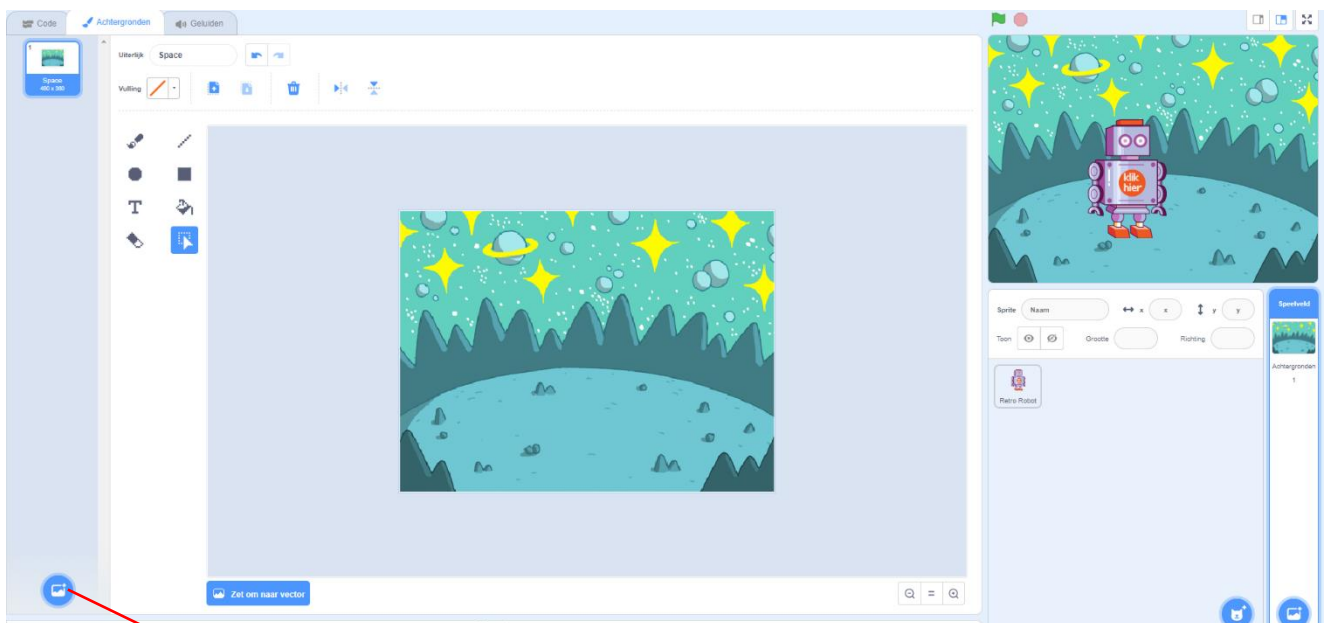 Code Achtergronden Geluiden
1
Space
480 x 360
Uiterlijk Space
Vulling
T
Zet om naar vector
klik
hier
Sprite Naam x x y y
Toon Grootte Richting
Retro Robot
Speelveld
Achtergronden
1